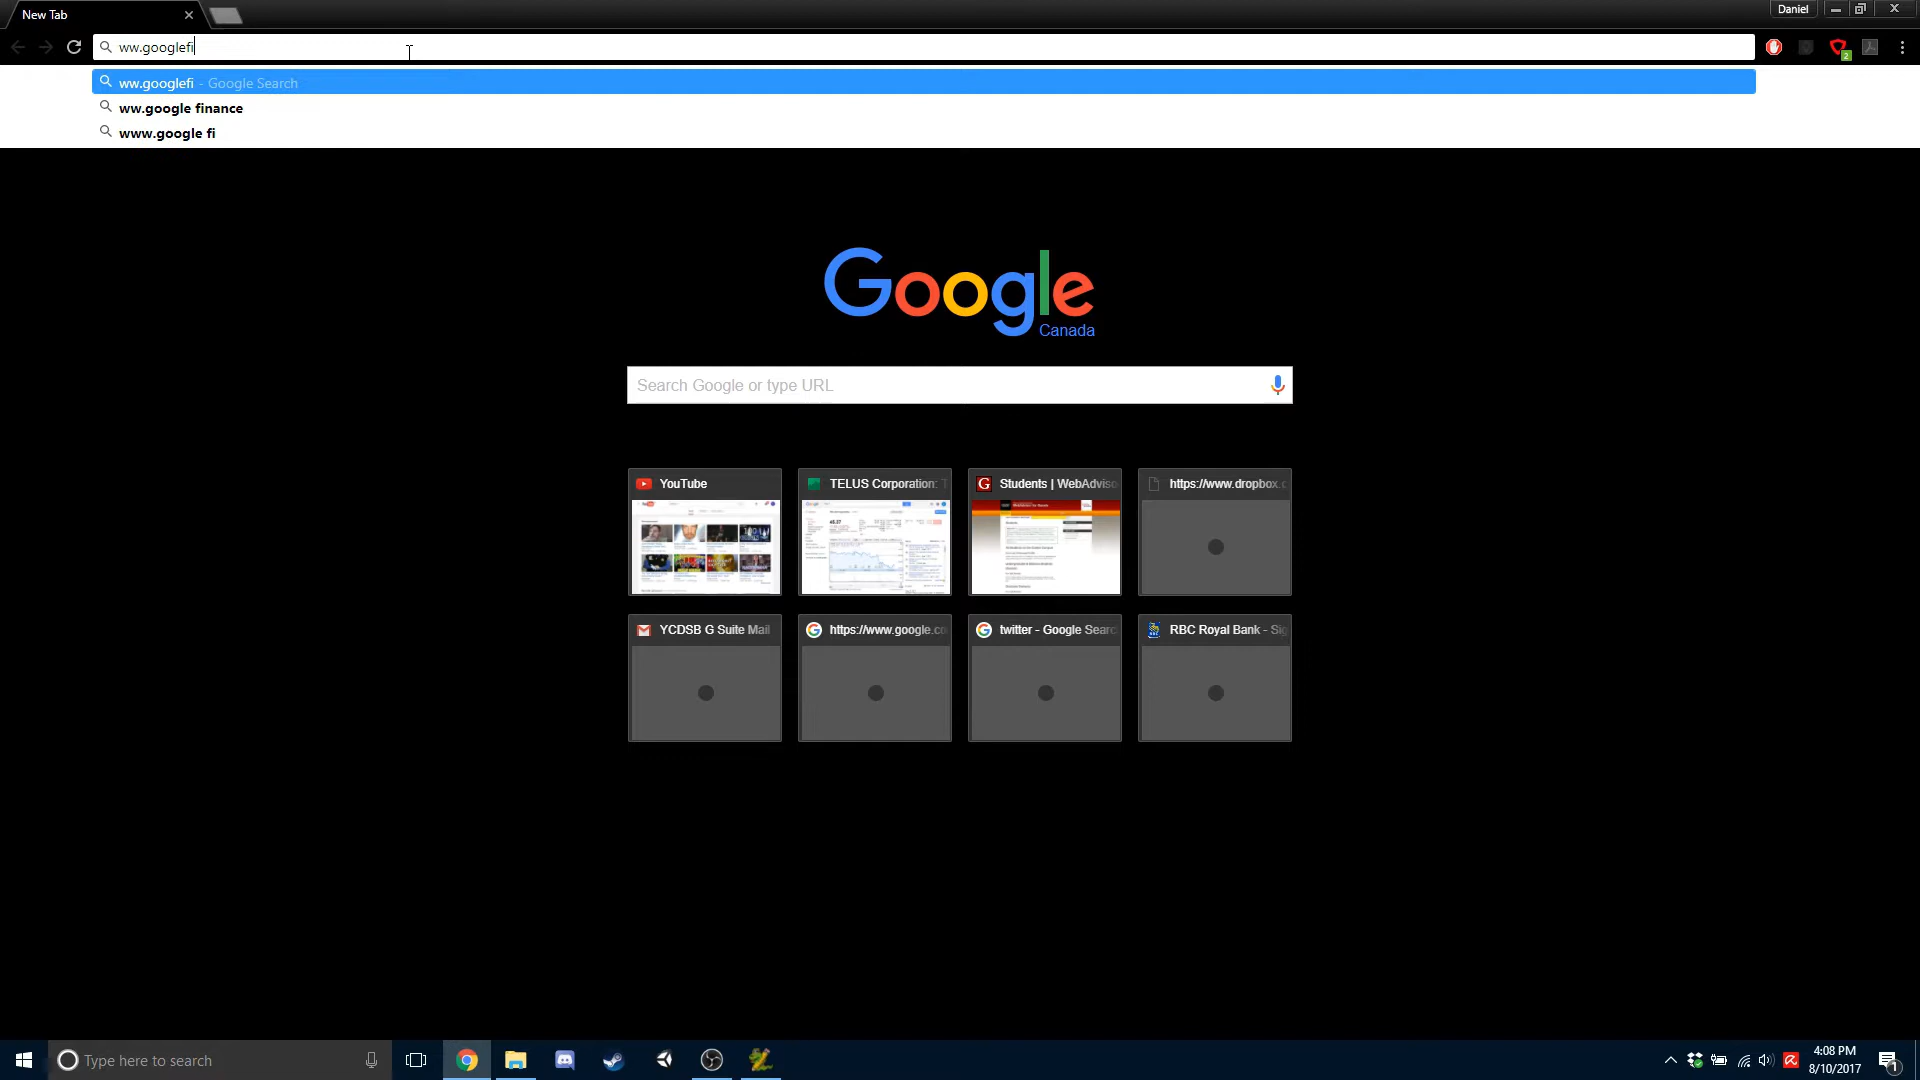 New Tab
Daniel
ww.googlefi
ww.googlefi - Google Search
ww.google finance
www.google fi
2
Google
Canada
Search Google or type URL
YouTube
TELUS Corporation: T
Students | WebAdviso
https://www.dropbox.c
YCDSB G Suite Mail
https://www.google.co
twitter - Google Searc
RBC Royal Bank - Sig
Type here to search
4:08 PM
8/10/2017
1